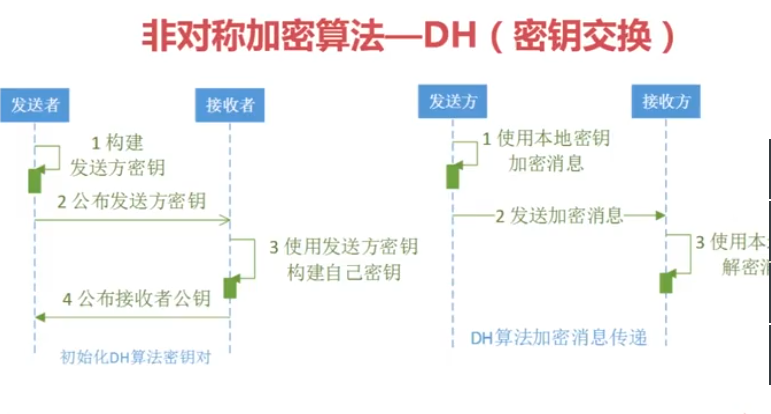 非对称加密算法—DH（密钥交换）
发送者
接收者
1 构建
发送方密钥
2 公布发送方密钥
3 使用发送方密钥
构建自己密钥
4 公布接收者公钥
初始化DH算法密钥对
发送方
接收方
1 使用本地密钥
加密消息
2 发送加密消息
3 使用本
解密
DH算法加密消息传递